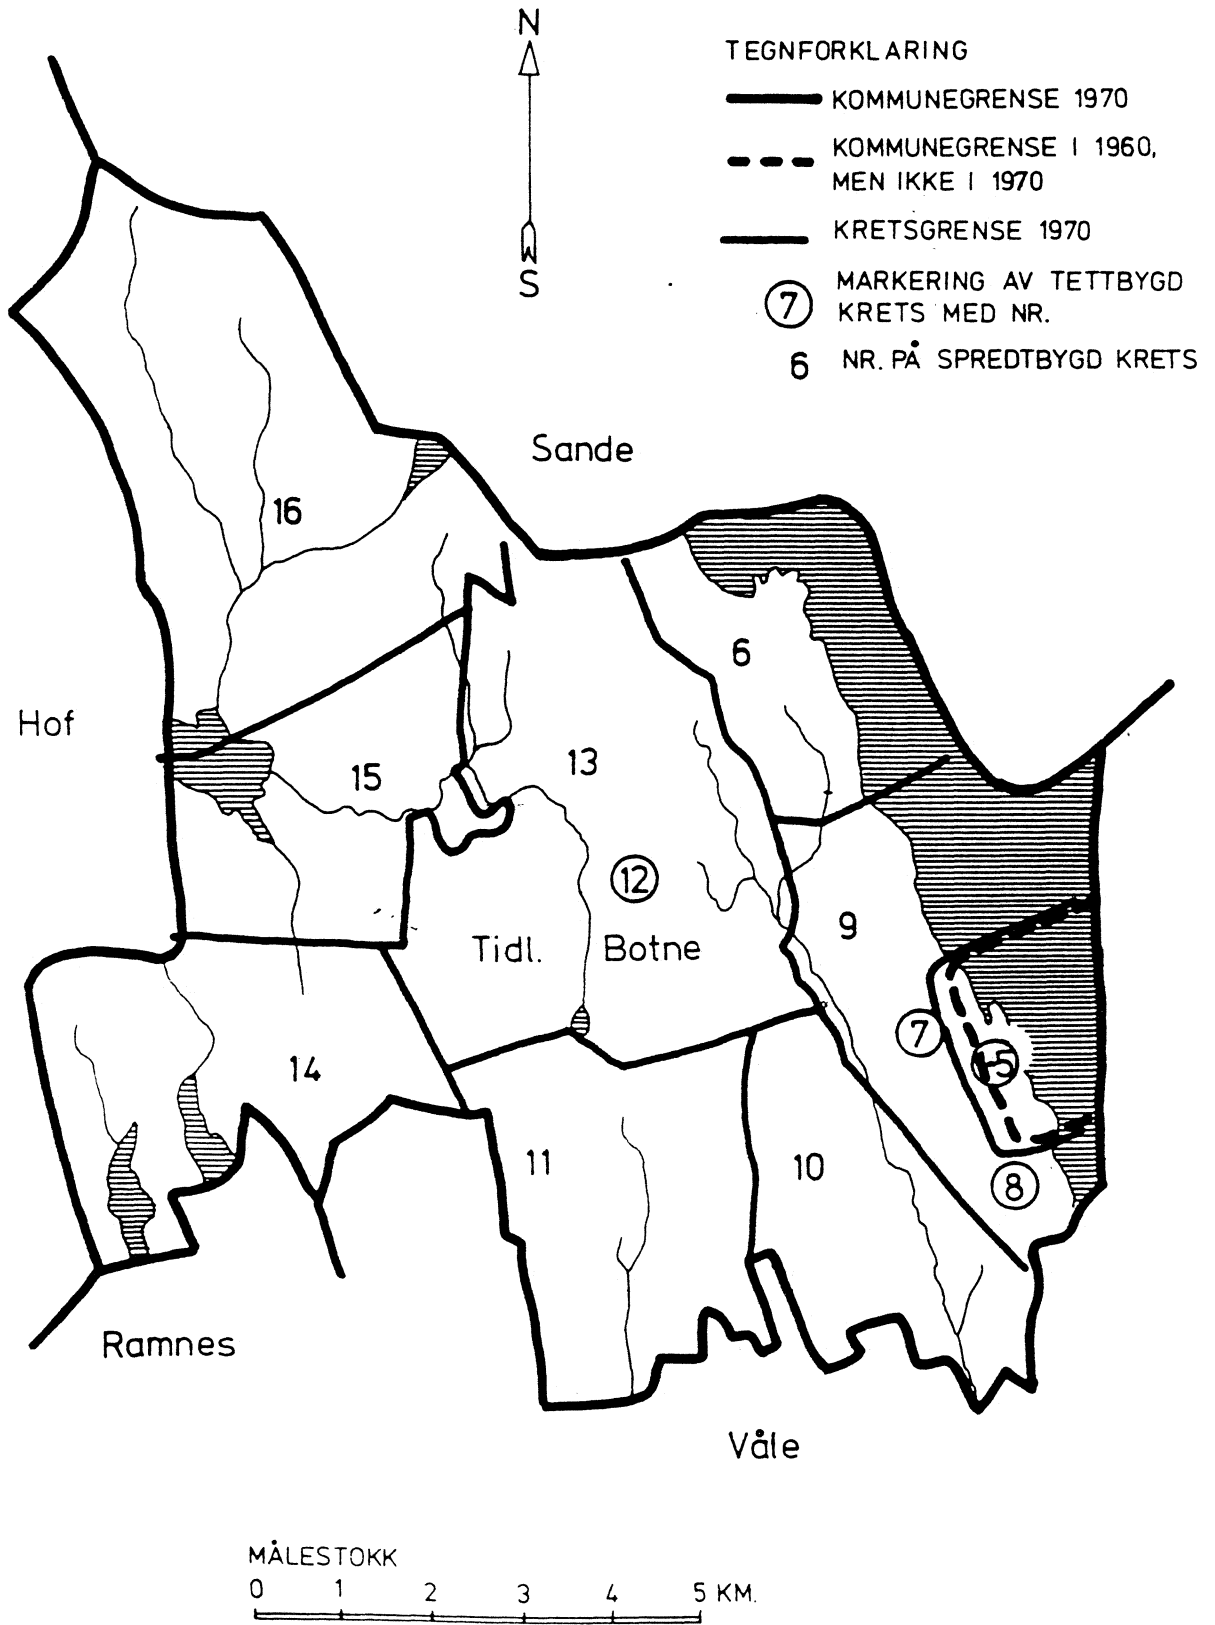 N
S
TEGNFORKLARING
KOMMUNEGRENSE 1970
KOMMUNEGRENSE I 1960,
MEN IKKE I 1970
KRETSGRENSE 1970
7 MARKERING AV TETTBYGD
KRETS MED NR.
6 NR. PÅ SPREDTBYGD KRETS
Sande
16
6
Hof
13
15
12
9
Tidl. Botne
7
1-5
14
11
10
8
Ramnes
Våle
MÅLESTOKK
0 1 2 3 4 5 KM.